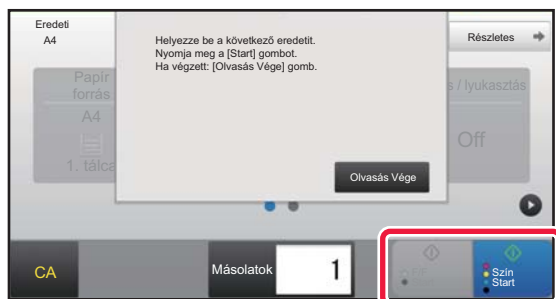 Eredeti
A4
Helyezze be a következő eredetit.
Nyomja meg a [Start] gombot.
Ha végzett: [Olvasás Vége] gomb.
Részletes
Papír
forrás
A4
1. tálca
s / lyukasztás
Off
Olvasás Vége
CA
Másolatok
1
Szín
Start